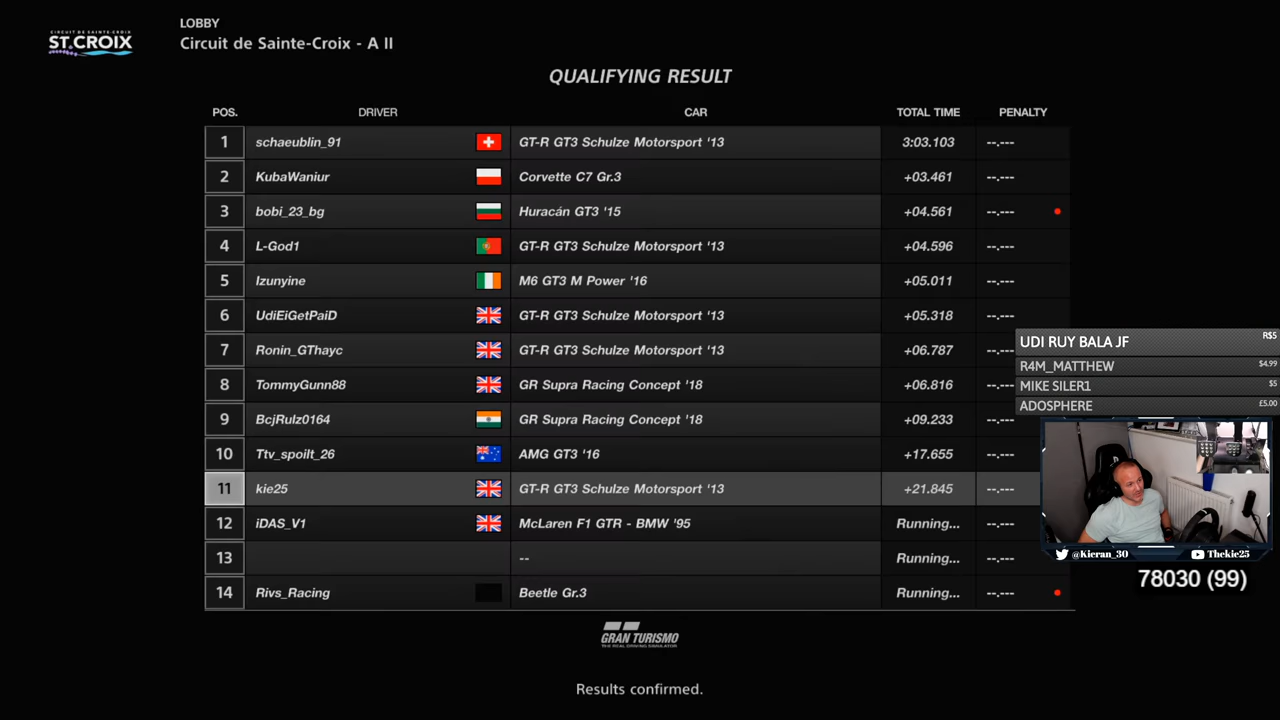 CIRCUIT DE SAINTE-CROIX
ST.CROIX
LOBBY
Circuit de Sainte-Croix - A II
QUALIFYING RESULT
POS. DRIVER CAR TOTAL TIME PENALTY
1 schaeublin_91 GT-R GT3 Schulze Motorsport '13 3:03.103 --.---
2 KubaWaniur Corvette C7 Gr.3 +03.461 --.---
3 bobi_23_bg Huracán GT3 '15 +04.561 --.---
4 L-God1 GT-R GT3 Schulze Motorsport '13 +04.596 --.---
5 Izunyine M6 GT3 M Power '16 +05.011 --.---
6 UdiEiGetPaiD GT-R GT3 Schulze Motorsport '13 +05.318 --.---
7 Ronin_GThayc GT-R GT3 Schulze Motorsport '13 +06.787 --.---
8 TommyGunn88 GR Supra Racing Concept '18 +06.816 --.---
9 BcjRulz0164 GR Supra Racing Concept '18 +09.233 --.---
10 Ttv_spoilt_26 AMG GT3 '16 +17.655 --.---
11 kie25 GT-R GT3 Schulze Motorsport '13 +21.845 --.---
12 iDAS_V1 McLaren F1 GTR - BMW '95 Running... --.---
13 -- Running... --.---
14 Rivs_Racing Beetle Gr.3 Running... --.---
UDI RUY BALA JF R$5
R4M_MATTHEW $4.99
MIKE SILER1 $5
ADOSPHERE £5.00
@Kieran_30 Thekie25
78030 (99)
GRAN TURISMO
THE REAL DRIVING SIMULATOR
Results confirmed.